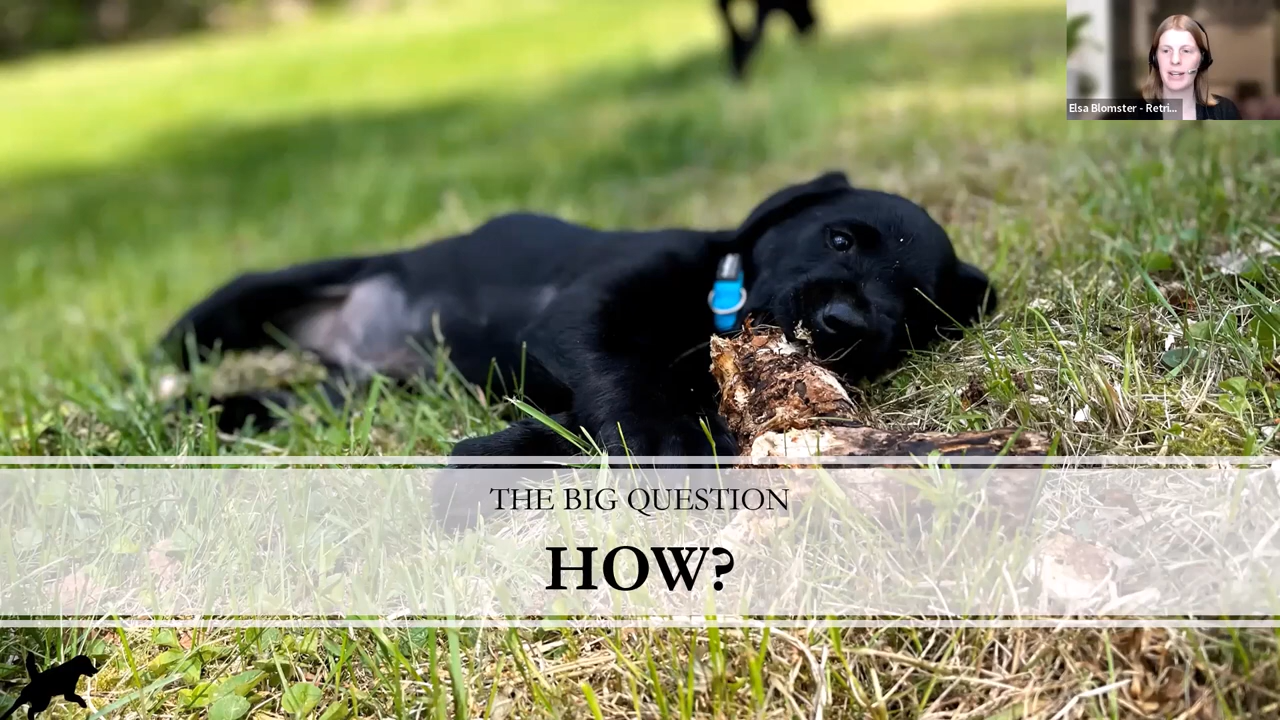 Elsa Blomster - Retri...
THE BIG QUESTION
HOW?